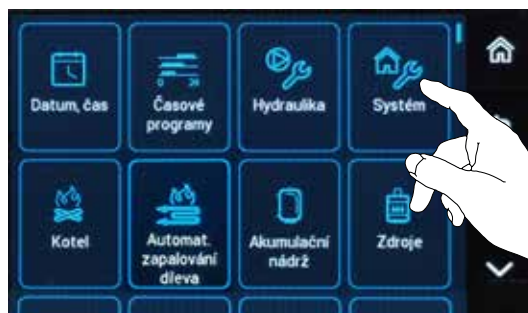 Datum, čas
Časové
programy
Hydraulika
Systém
Kotel
Automat.
zapalování
dřeva
Akumulační
nádrž
Zdroje